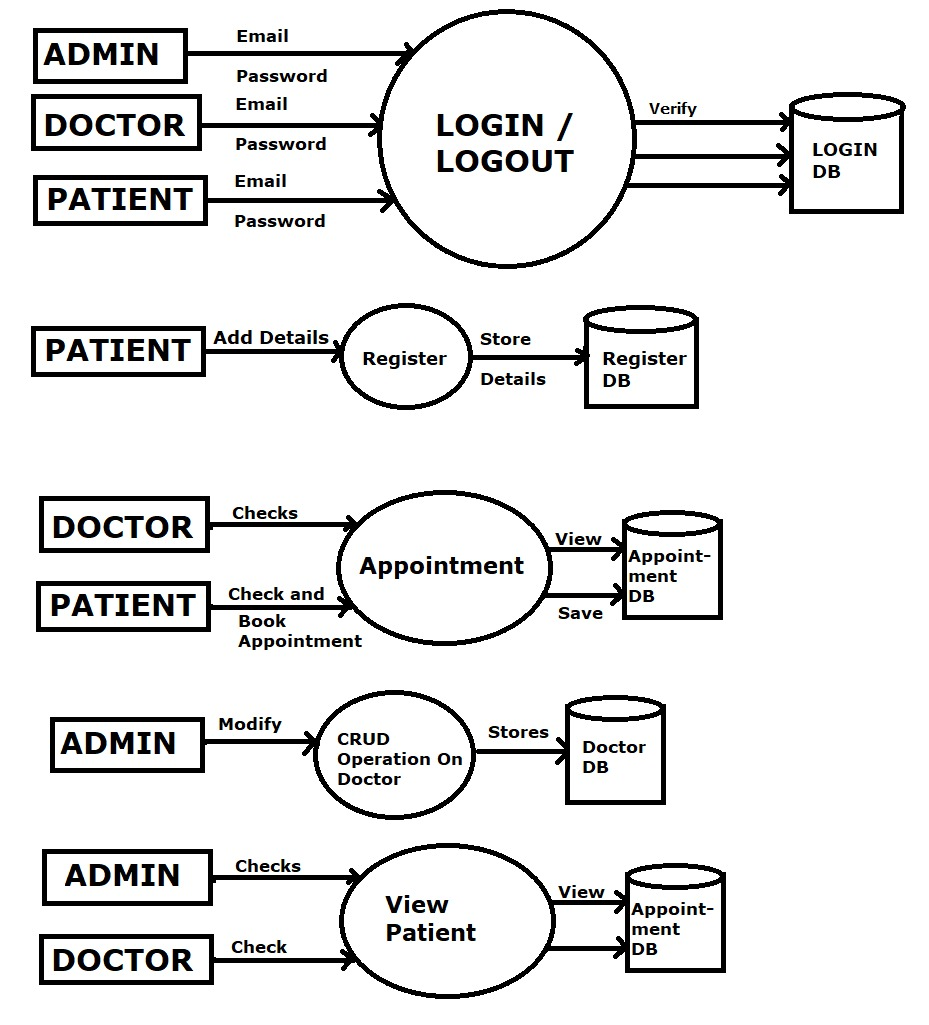 ADMIN
Email
Password
DOCTOR
Email
Password
PATIENT
Email
Password
LOGIN /
LOGOUT
Verify
LOGIN
DB
PATIENT
Add Details
Register
Store
Details
Register
DB
DOCTOR
Checks
PATIENT
Check and
Book
Appointment
Appointment
View
Save
Appoint-
ment
DB
ADMIN
Modify
CRUD
Operation On
Doctor
Stores
Doctor
DB
ADMIN
Checks
DOCTOR
Check
View
Patient
View
Appoint-
ment
DB